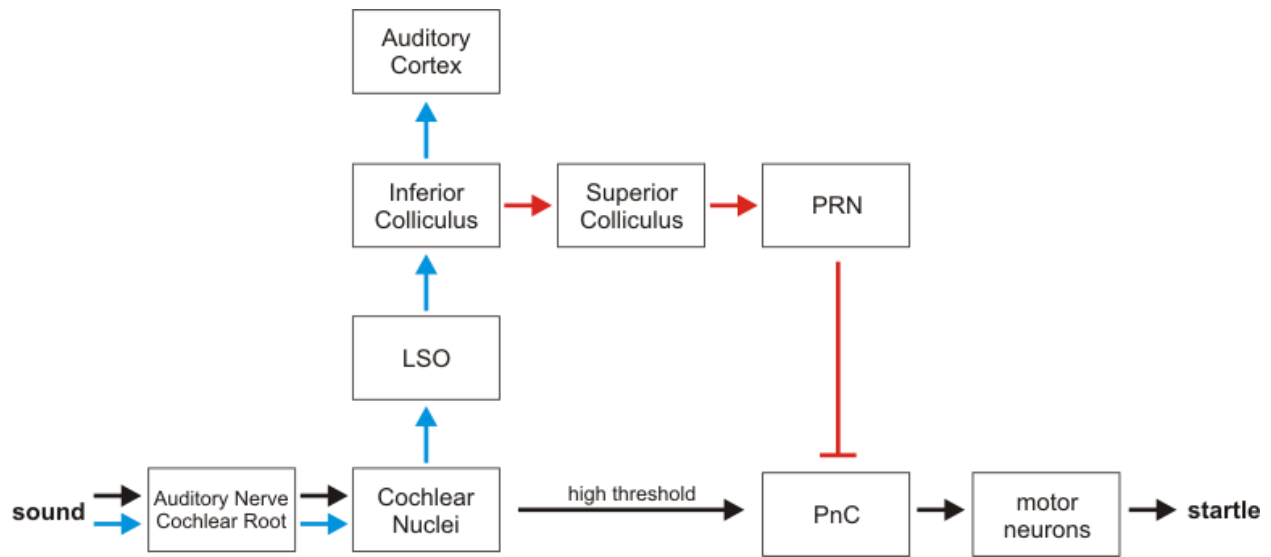 Auditory
Cortex
Inferior
Colliculus
Superior
Colliculus
PRN
LSO
sound
Auditory Nerve
Cochlear Root
Cochlear
Nuclei
high threshold
PnC
motor
neurons
startle